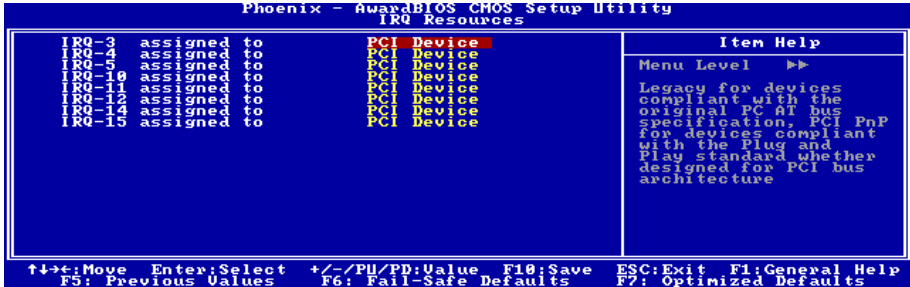 Phoenix - AwardBIOS CMOS Setup Utility
IRQ Resources
IRQ-3 assigned to PCI Device
IRQ-4 assigned to PCI Device
IRQ-5 assigned to PCI Device
IRQ-10 assigned to PCI Device
IRQ-11 assigned to PCI Device
IRQ-12 assigned to PCI Device
IRQ-14 assigned to PCI Device
IRQ-15 assigned to PCI Device
Item Help
Menu Level ▸▸
Legacy for devices
compliant with the
original PC AT bus
specification, PCI PnP
for devices compliant
with the Plug and
Play standard whether
designed for PCI bus
architecture
↑↓→←:Move Enter:Select +/-/PU/PD:Value F10:Save ESC:Exit F1:General Help
F5: Previous Values F6: Fail-Safe Defaults F7: Optimized Defaults